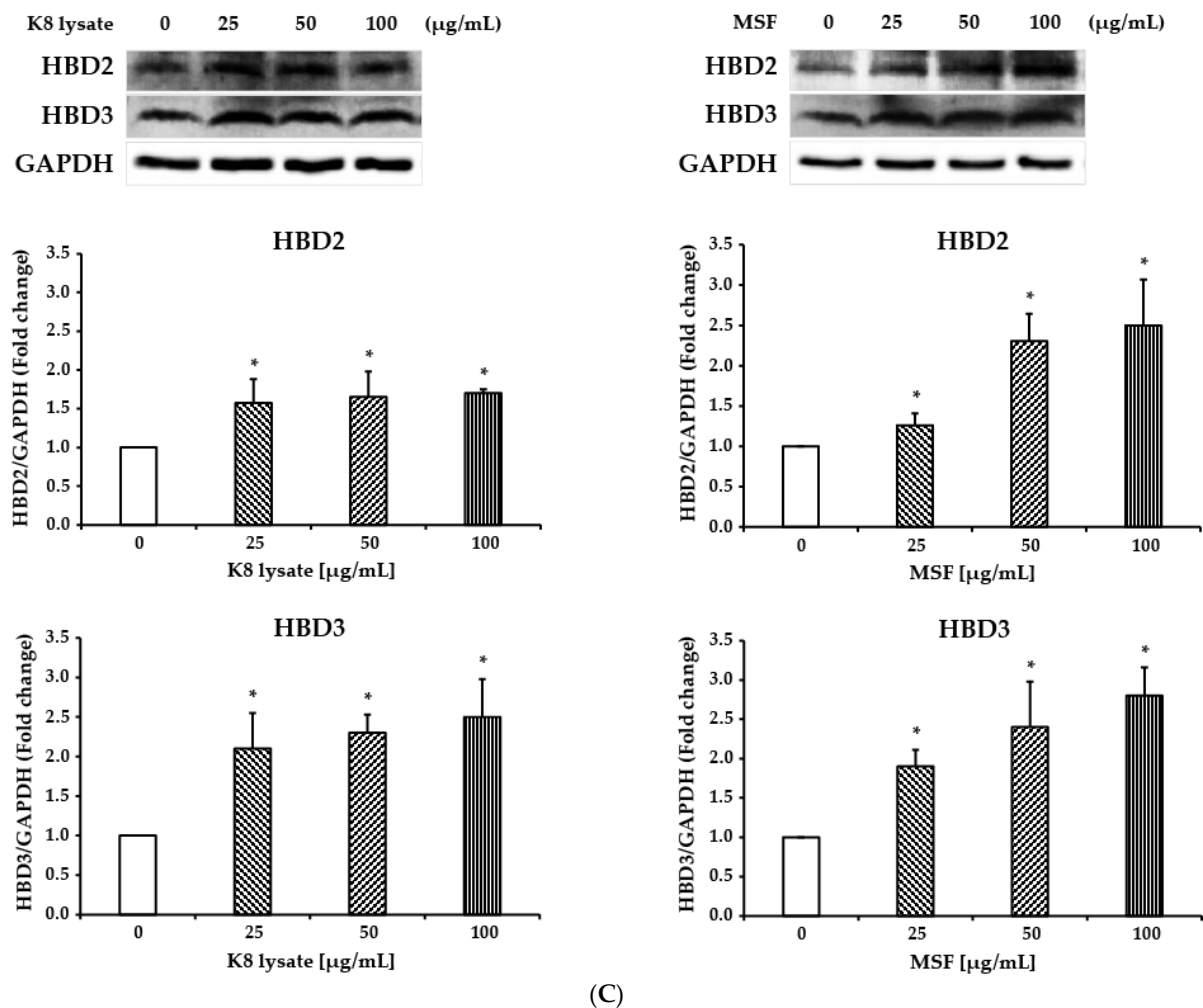 K8 lysate 0 25 50 100 (µg/mL)
HBD2
HBD3
GAPDH
MSF 0 25 50 100 (µg/mL)
HBD2
HBD3
GAPDH
HBD2
HBD2/GAPDH (Fold change)
3.5
3.0
2.5
2.0
1.5
1.0
0.5
0.0
* * *
0 25 50 100
K8 lysate [µg/mL]
HBD2
HBD2/GAPDH (Fold change)
3.5
3.0
2.5
2.0
1.5
1.0
0.5
0.0
* * *
0 25 50 100
MSF [µg/mL]
HBD3
HBD3/GAPDH (Fold change)
3.5
3.0
2.5
2.0
1.5
1.0
0.5
0.0
* * *
0 25 50 100
K8 lysate [µg/mL]
HBD3
HBD3/GAPDH (Fold change)
3.5
3.0
2.5
2.0
1.5
1.0
0.5
0.0
* * *
0 25 50 100
MSF [µg/mL]
(C)